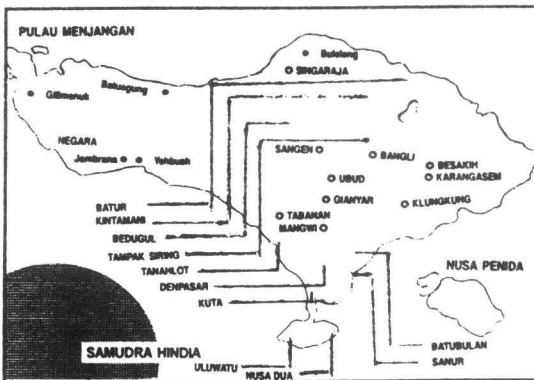 PULAU MENJANGAN
Buleleng
SINGARAJA
Gilimanuk
Batuagung
NEGARA
Jembrana
Yehbuah
SANGEN
BANGLI
BESAKIH
KARANGASEM
UBUD
GIANYAR
KLUNGKUNG
TABANAN
MANGWI
BATUR
KINTAMANI
BEDUGUL
TAMPAK SIRING
TANAHLOT
DENPASAR
KUTA
NUSA PENIDA
SAMUDRA HINDIA
BATUBULAN
SANUR
ULUWATU
NUSA DUA